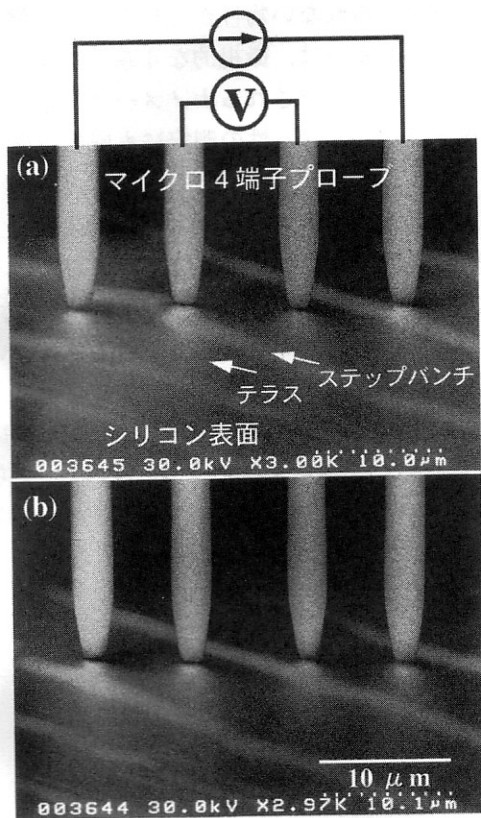 V
(a)
マイクロ4端子プローブ
ステップバンチ
テラス
シリコン表面
003645 30.0kV X3.00K 10.0μm
(b)
10 μm
003644 30.0kV X2.97K 10.1μm